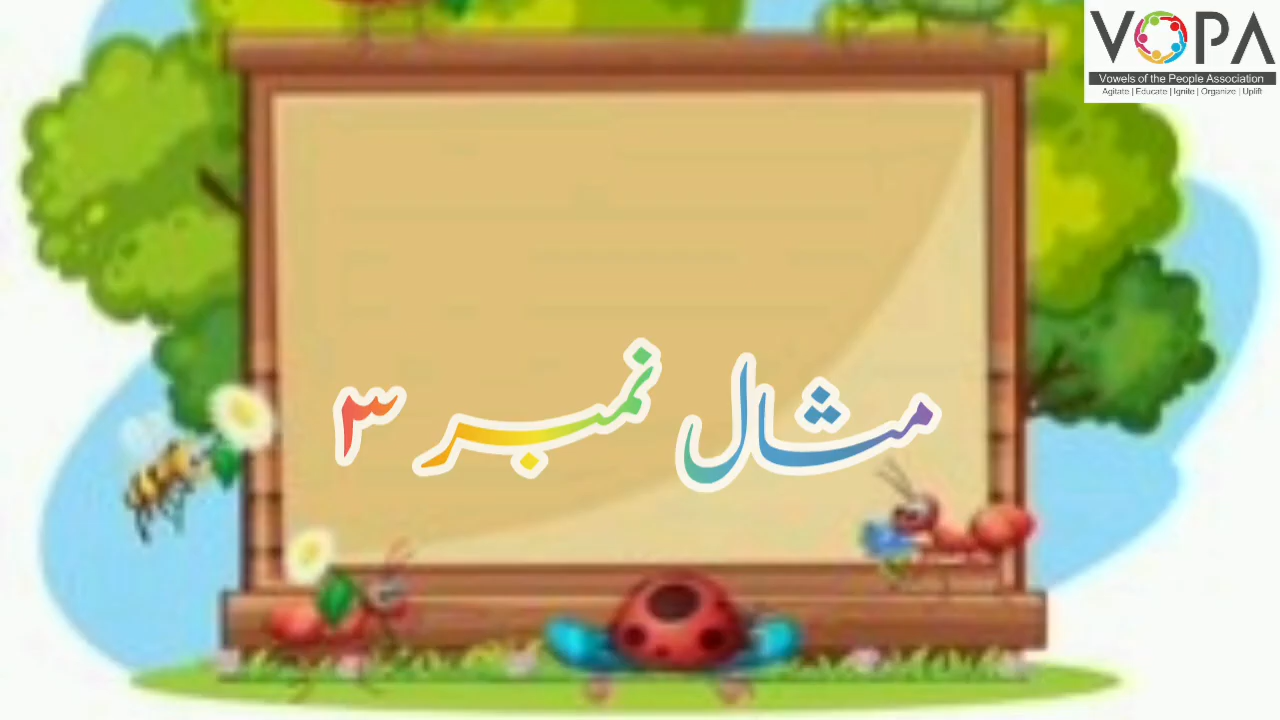 VOPA
Vowels of the People Association
Agitate | Educate | Ignite | Organize | Uplift
مثال نمبر ۳